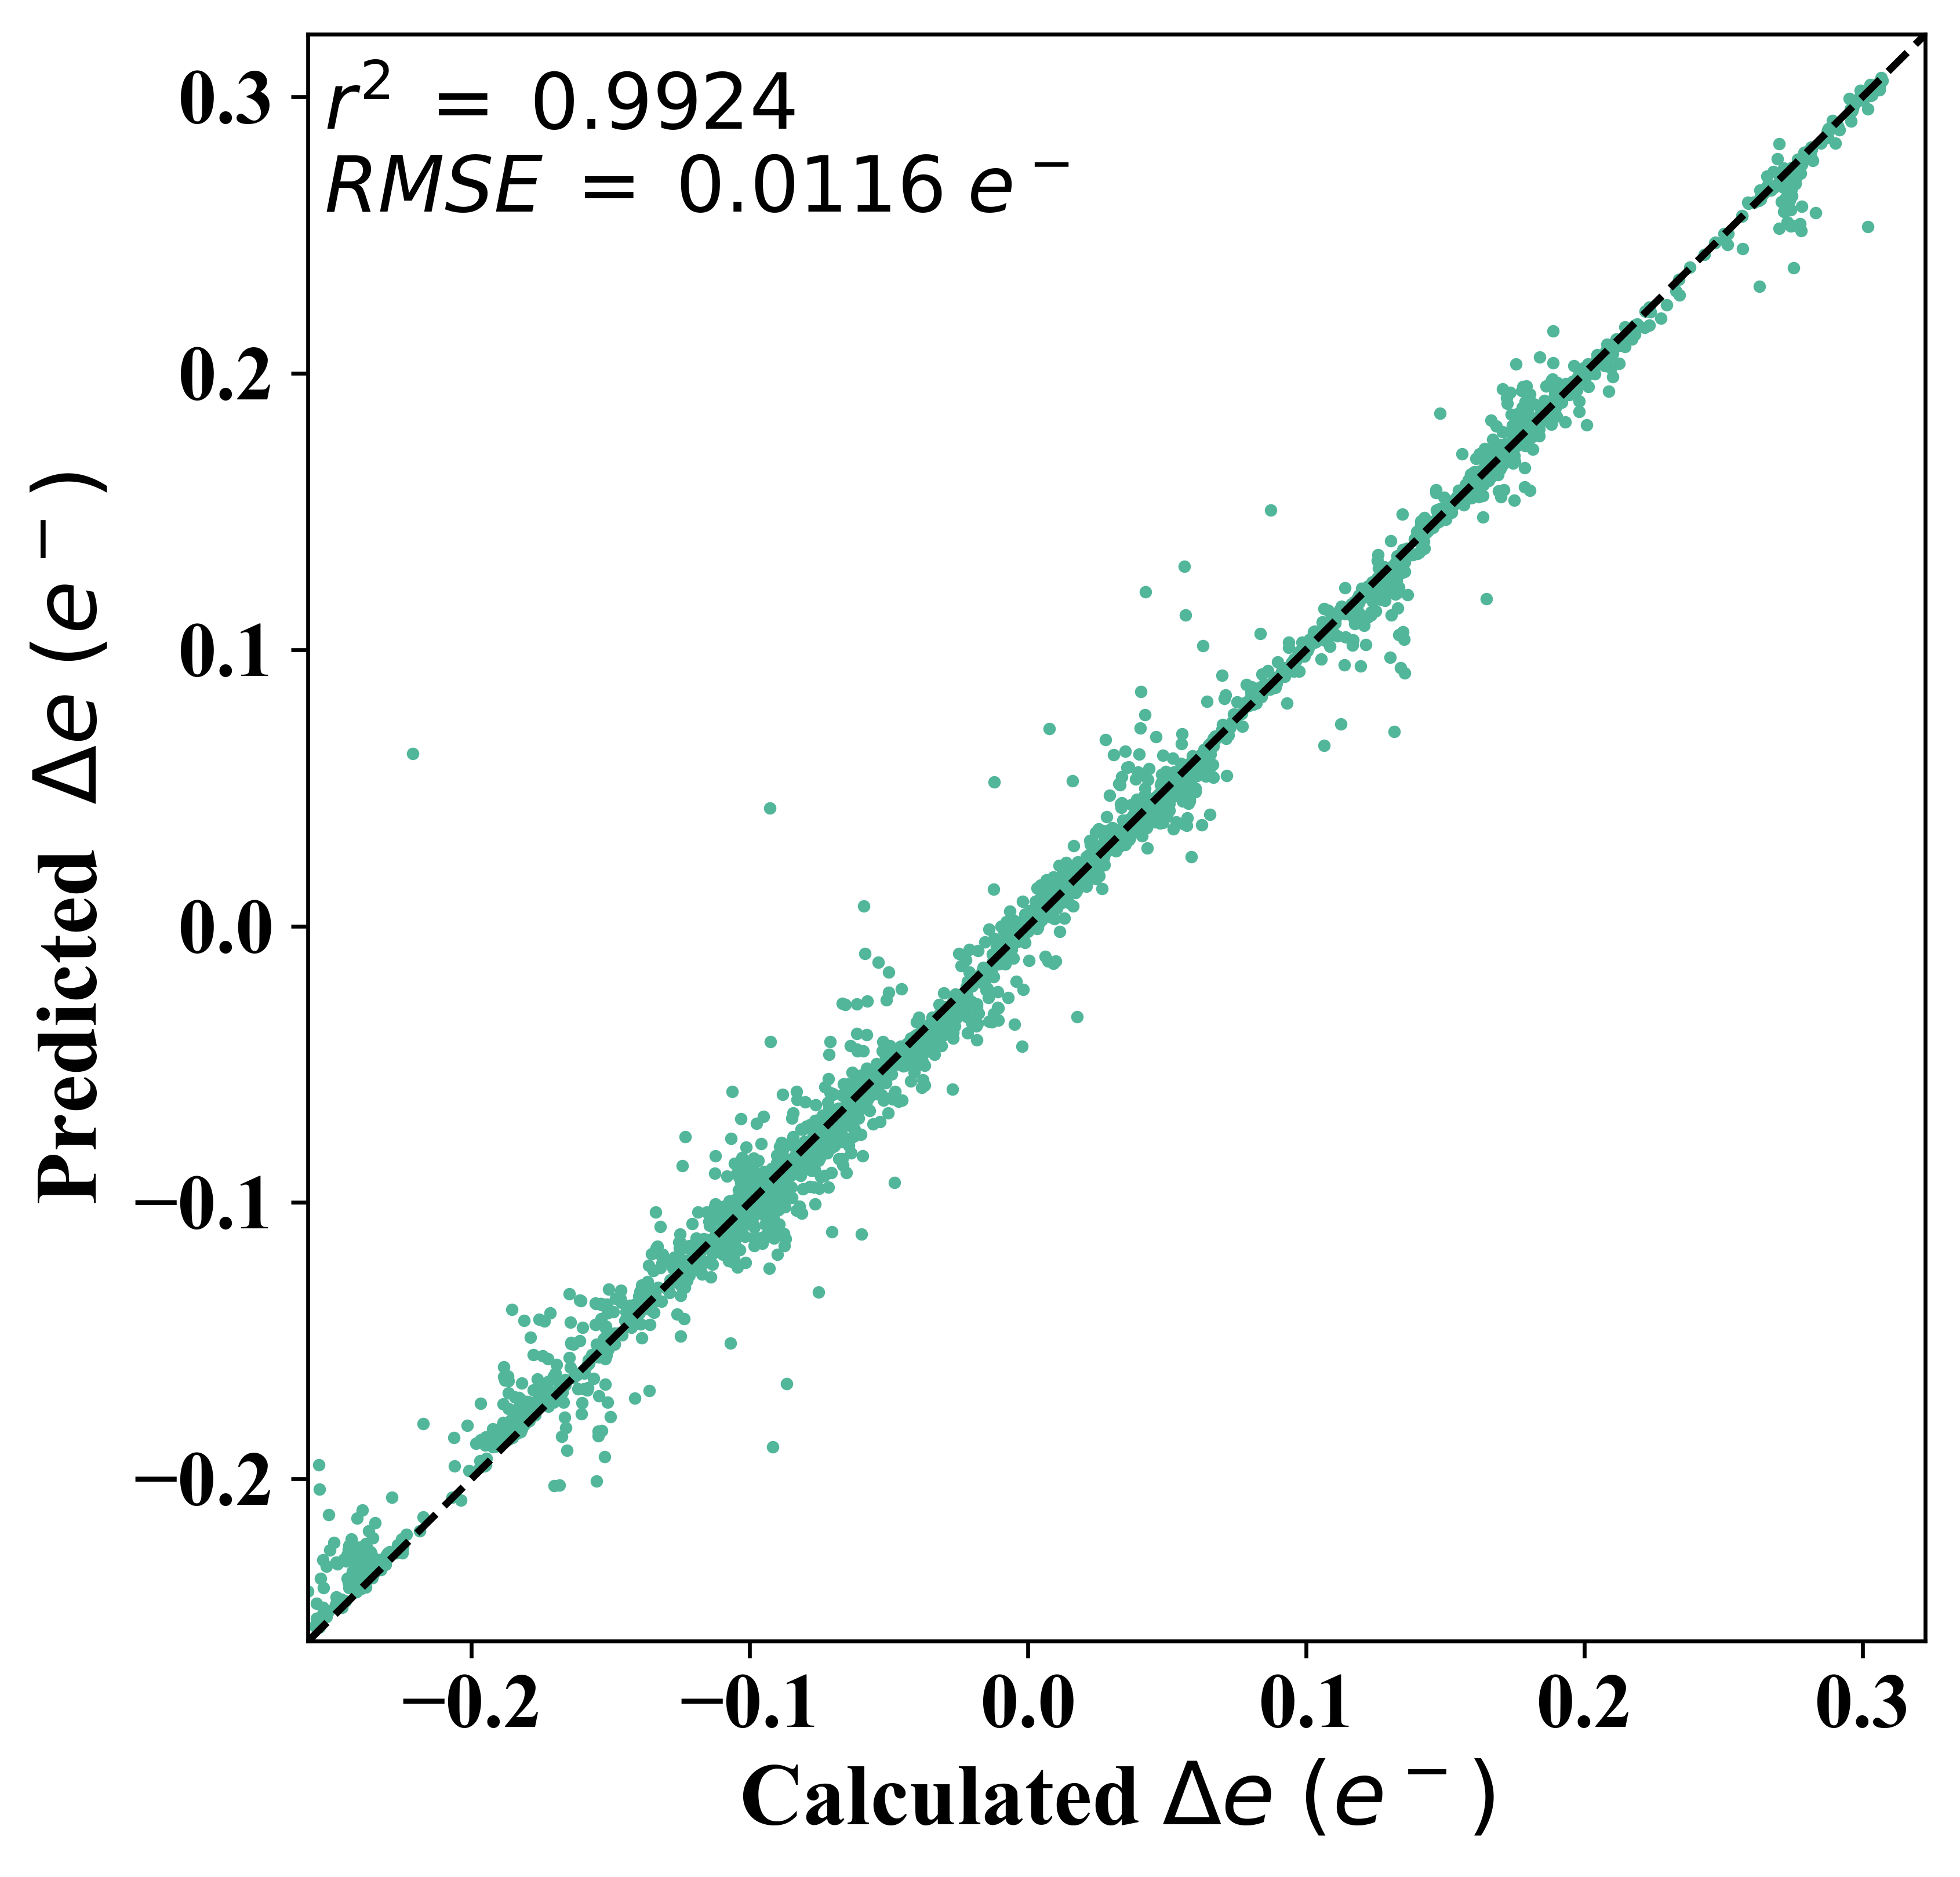 r² = 0.9924
RMSE = 0.0116 e⁻
Predicted Δe (e⁻)
0.3
0.2
0.1
0.0
−0.1
−0.2
−0.2 −0.1 0.0 0.1 0.2 0.3
Calculated Δe (e⁻)